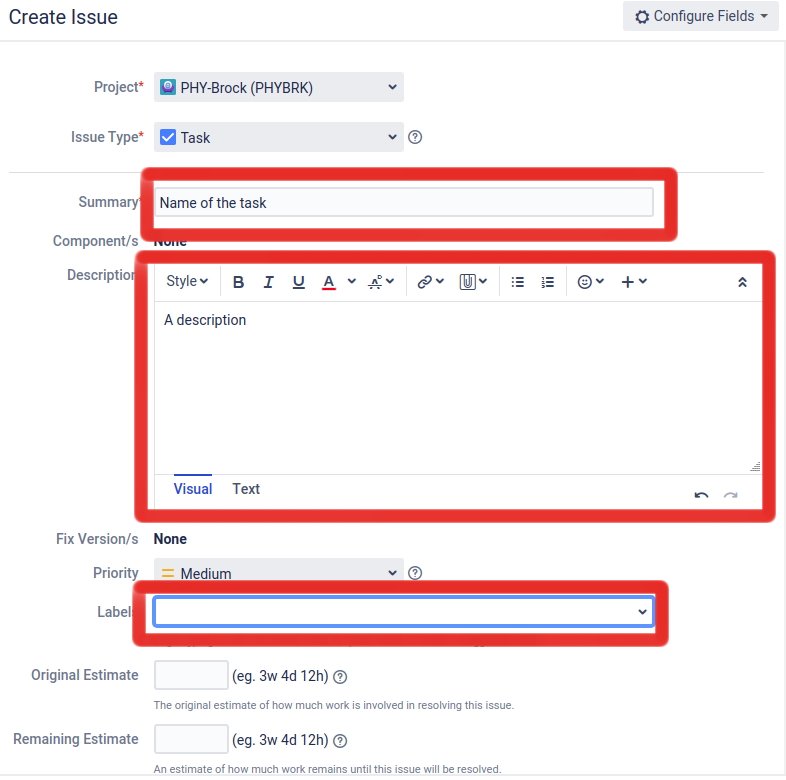 Create Issue
Configure Fields
Project* PHY-Brock (PHYBRK)
Issue Type* Task
Summary* Name of the task
Component/s None
Description
Style B I U A
A description
Visual Text
Fix Version/s None
Priority Medium
Label
Original Estimate (eg. 3w 4d 12h)
The original estimate of how much work is involved in resolving this issue.
Remaining Estimate (eg. 3w 4d 12h)
An estimate of how much work remains until this issue will be resolved.